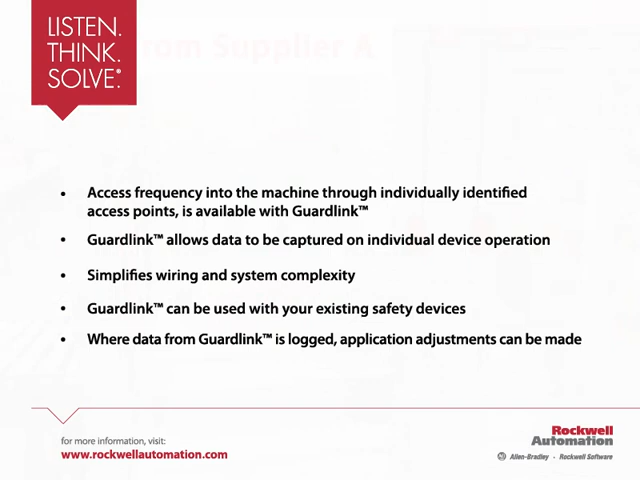 LISTEN.
THINK.
SOLVE.®
rom Supplier A
• Access frequency into the machine through individually identified
access points, is available with Guardlink™
• Guardlink™ allows data to be captured on individual device operation
• Simplifies wiring and system complexity
• Guardlink™ can be used with your existing safety devices
• Where data from Guardlink™ is logged, application adjustments can be made
for more information, visit:
www.rockwellautomation.com
Rockwell
Automation
Allen-Bradley • Rockwell Software